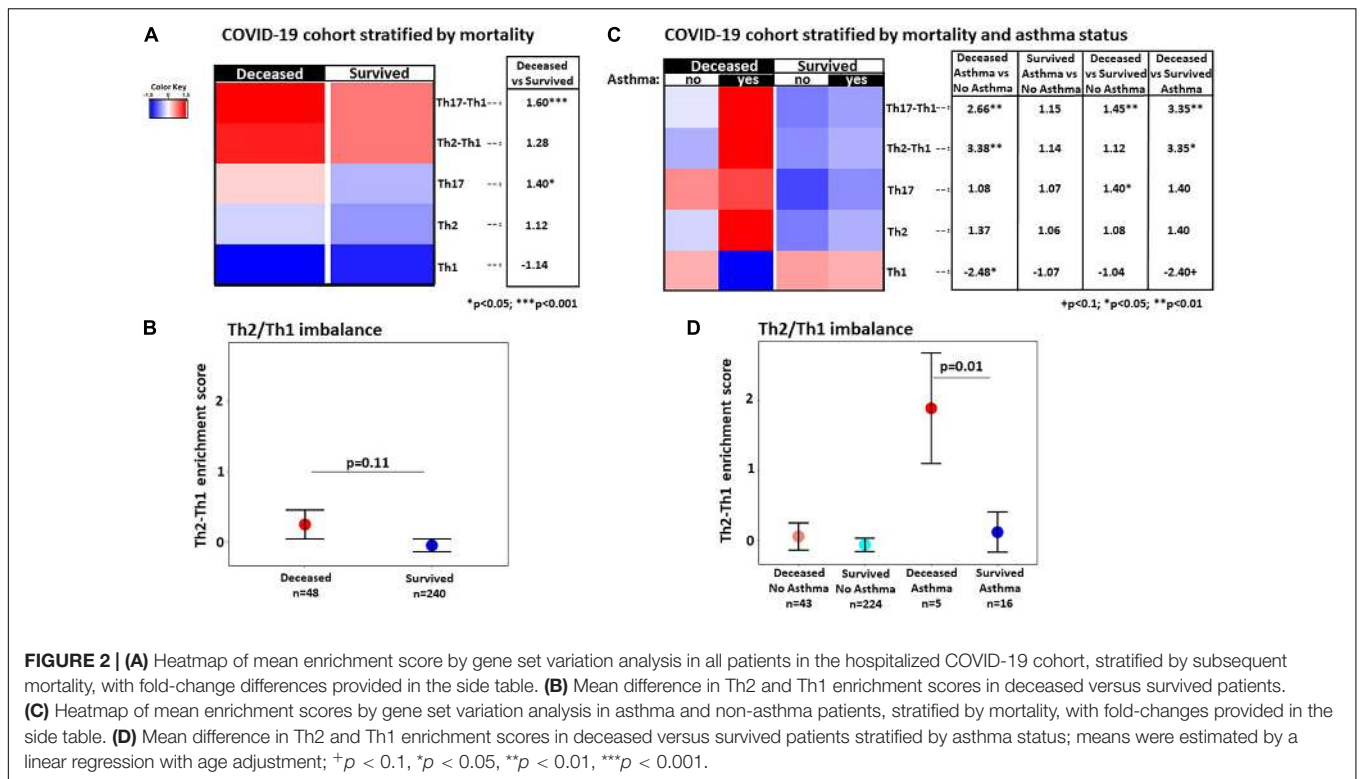 A COVID-19 cohort stratified by mortality
Color Key
-1.5 0 1.5
Deceased Survived
Deceased
vs Survived
Th17-Th1 --: 1.60***
Th2-Th1 --: 1.28
Th17 --: 1.40*
Th2 --: 1.12
Th1 --: -1.14
*p<0.05; ***p<0.001
C COVID-19 cohort stratified by mortality and asthma status
Deceased Survived
Asthma: no yes no yes
Deceased Survived Deceased Deceased
Asthma vs Asthma vs vs Survived vs Survived
No Asthma No Asthma No Asthma Asthma
Th17-Th1 --: 2.66** 1.15 1.45** 3.35**
Th2-Th1 --: 3.38** 1.14 1.12 3.35*
Th17 --: 1.08 1.07 1.40* 1.40
Th2 --: 1.37 1.06 1.08 1.40
Th1 --: -2.48* -1.07 -1.04 -2.40+
+p<0.1; *p<0.05; **p<0.01
B Th2/Th1 imbalance
Th2-Th1 enrichment score
2
1
0
p=0.11
Deceased Survived
n=48 n=240
D Th2/Th1 imbalance
Th2-Th1 enrichment score
2
1
0
p=0.01
Deceased Survived Deceased Survived
No Asthma No Asthma Asthma Asthma
n=43 n=224 n=5 n=16
FIGURE 2 | (A) Heatmap of mean enrichment score by gene set variation analysis in all patients in the hospitalized COVID-19 cohort, stratified by subsequent
mortality, with fold-change differences provided in the side table. (B) Mean difference in Th2 and Th1 enrichment scores in deceased versus survived patients.
(C) Heatmap of mean enrichment scores by gene set variation analysis in asthma and non-asthma patients, stratified by mortality, with fold-changes provided in the
side table. (D) Mean difference in Th2 and Th1 enrichment scores in deceased versus survived patients stratified by asthma status; means were estimated by a
linear regression with age adjustment; +p < 0.1, *p < 0.05, **p < 0.01, ***p < 0.001.